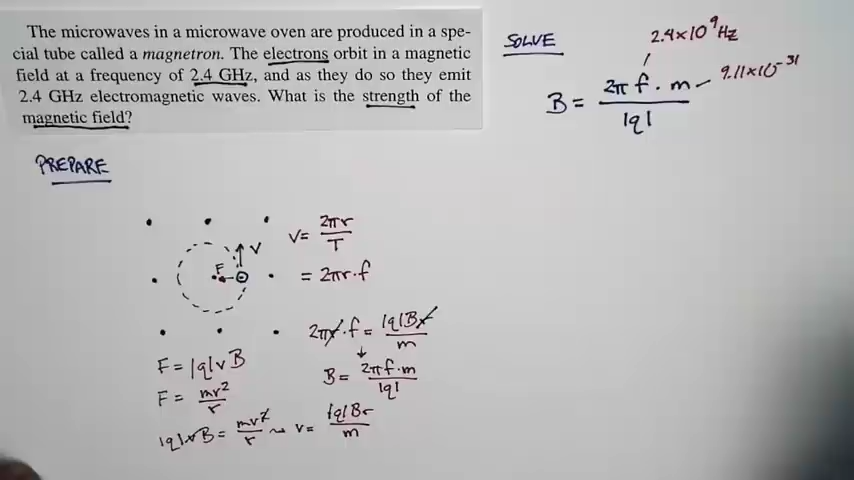 The microwaves in a microwave oven are produced in a spe-
cial tube called a magnetron. The electrons orbit in a magnetic
field at a frequency of 2.4 GHz, and as they do so they emit
2.4 GHz electromagnetic waves. What is the strength of the
magnetic field?
PREPARE
F
V
V = 2πr/T
= 2πr·f
2πr·f = |q|Br/m
B = 2πf·m/|q|
F = |q|vB
F = mv²/r
|q|vB = mv²/r → v = |q|Br/m
SOLVE
2.4×10⁹ Hz
B = 2π f · m/|q|
9.11×10⁻³¹